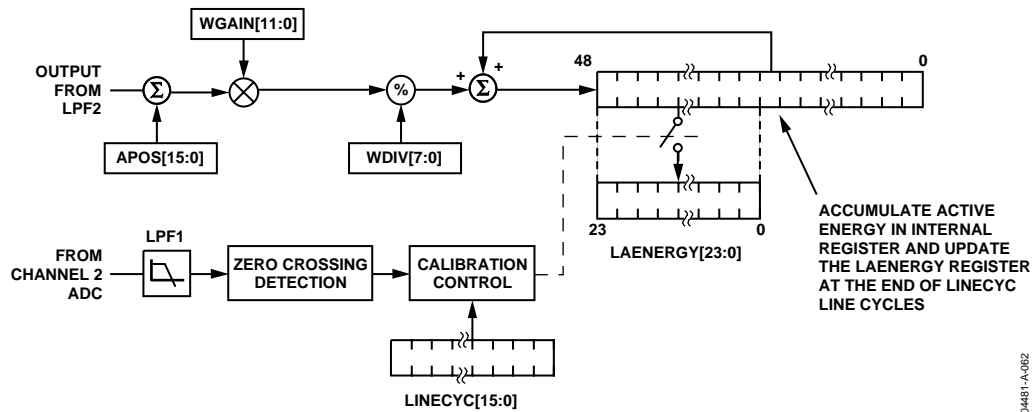 WGAIN[11:0]
OUTPUT
FROM
LPF2
Σ
%
+
Σ
+
48
0
APOS[15:0]
WDIV[7:0]
23
0
LAENERGY[23:0]
ACCUMULATE ACTIVE
ENERGY IN INTERNAL
REGISTER AND UPDATE
THE LAENERGY REGISTER
AT THE END OF LINECYC
LINE CYCLES
LPF1
FROM
CHANNEL 2
ADC
ZERO CROSSING
DETECTION
CALIBRATION
CONTROL
LINECYC[15:0]
04481-A-062